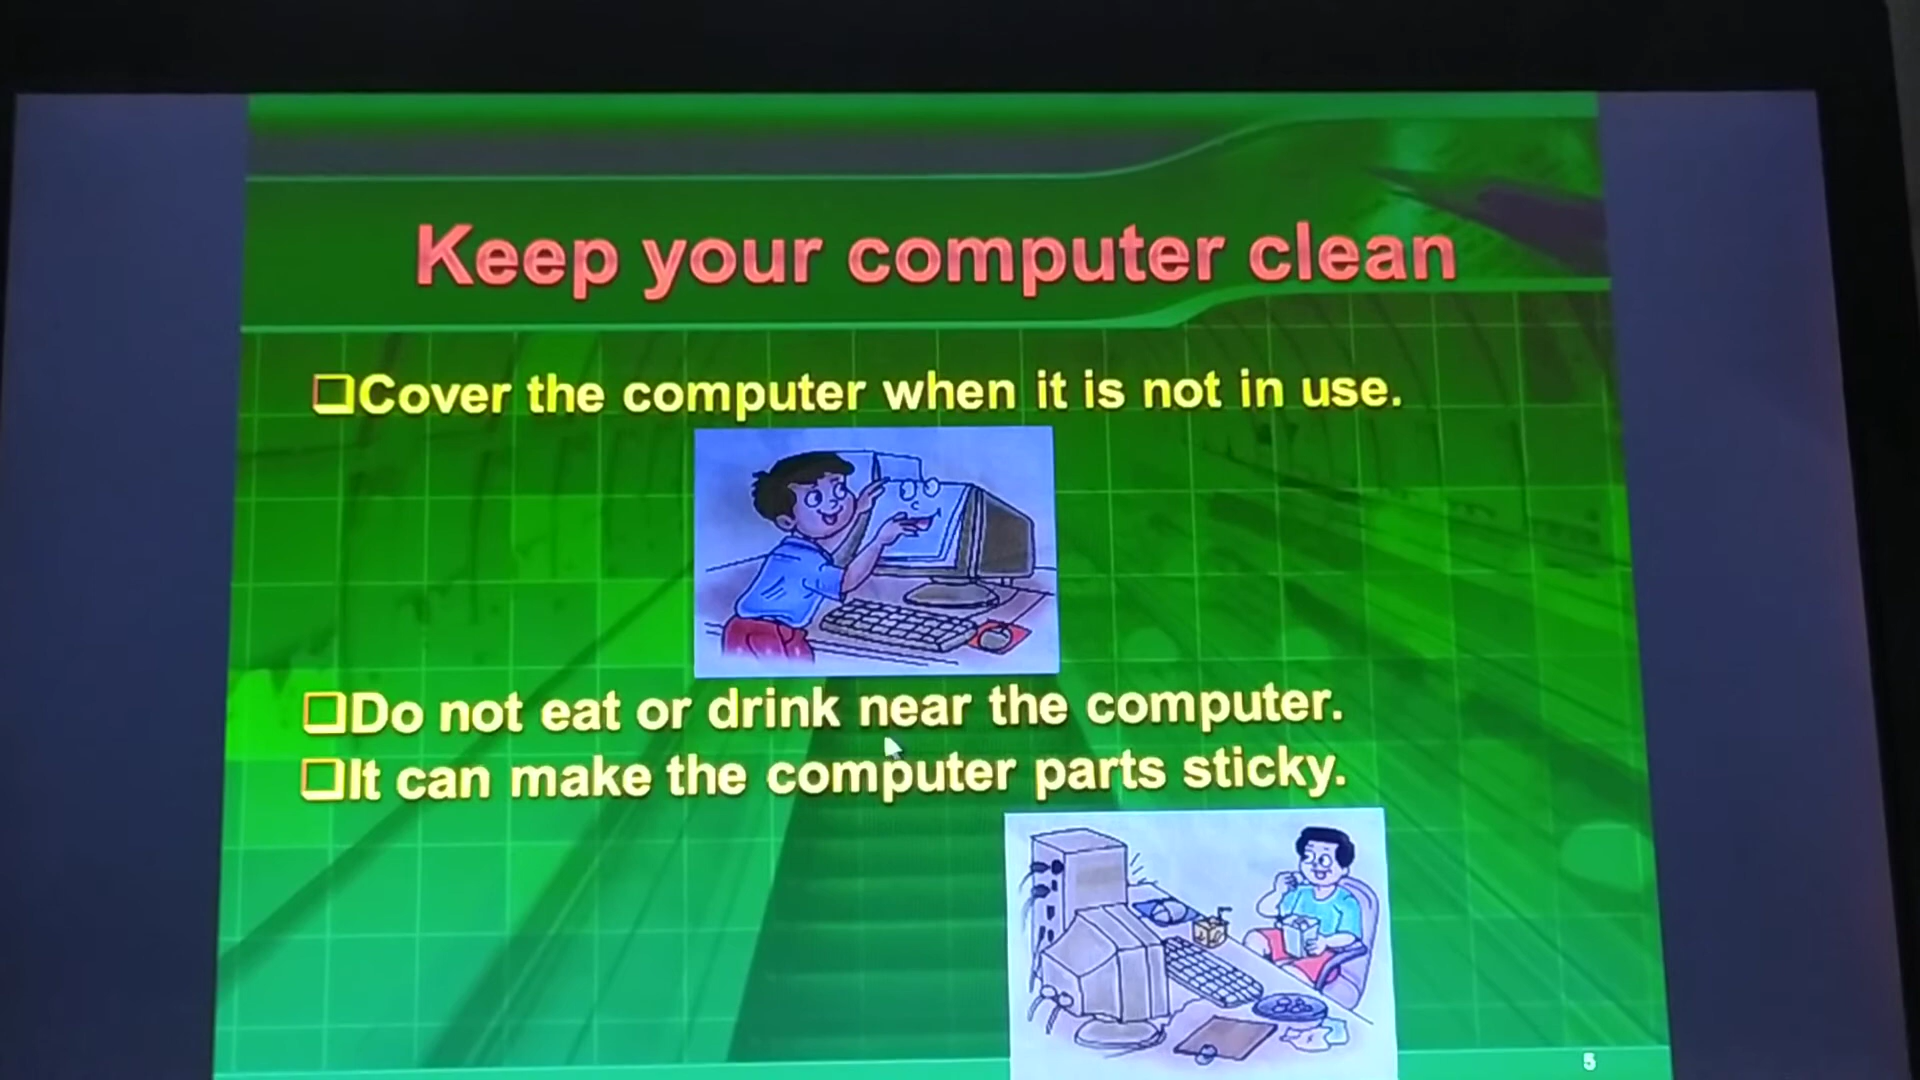 Keep your computer clean
❑Cover the computer when it is not in use.
❑Do not eat or drink near the computer.
❑It can make the computer parts sticky.
5